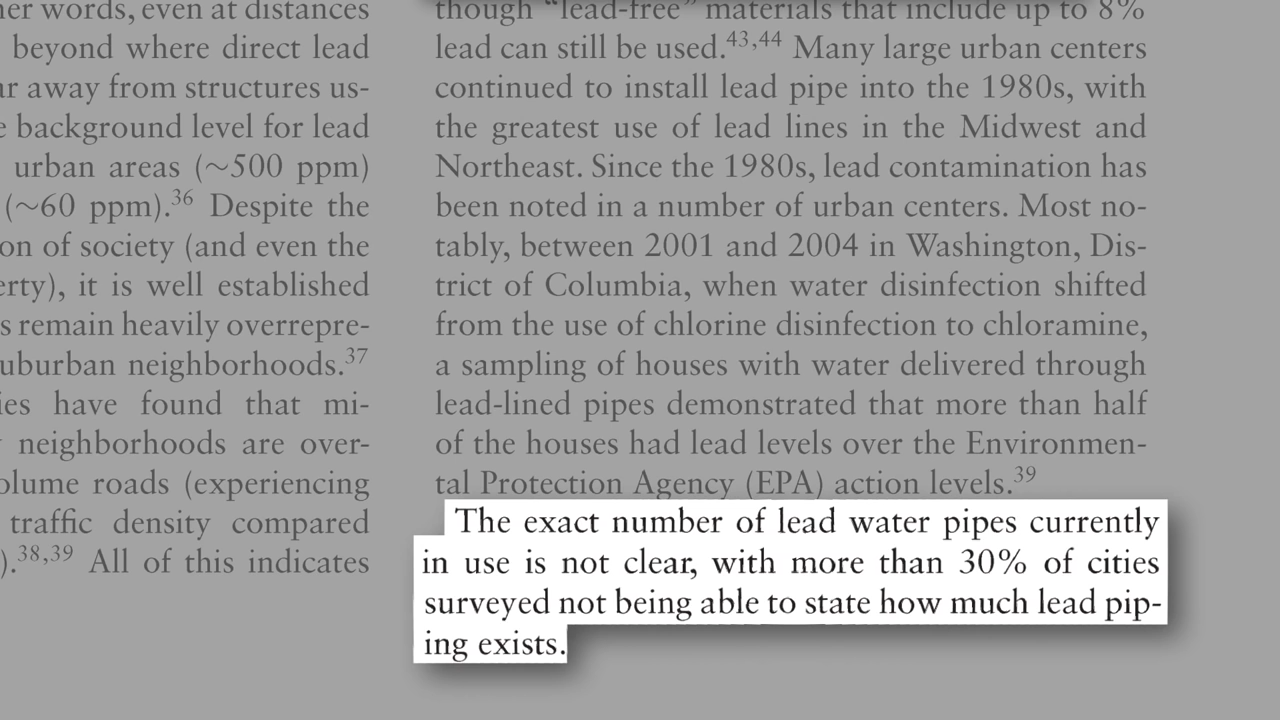 er words, even at distances
beyond where direct lead
ar away from structures us-
e background level for lead
urban areas (~500 ppm)
(~60 ppm).36 Despite the
on of society (and even the
erty), it is well established
s remain heavily overrepre-
uburban neighborhoods.37
ies have found that mi-
neighborhoods are over-
olume roads (experiencing
traffic density compared
).38,39 All of this indicates
though “lead-free” materials that include up to 8%
lead can still be used.43,44 Many large urban centers
continued to install lead pipe into the 1980s, with
the greatest use of lead lines in the Midwest and
Northeast. Since the 1980s, lead contamination has
been noted in a number of urban centers. Most no-
tably, between 2001 and 2004 in Washington, Dis-
trict of Columbia, when water disinfection shifted
from the use of chlorine disinfection to chloramine,
a sampling of houses with water delivered through
lead-lined pipes demonstrated that more than half
of the houses had lead levels over the Environmen-
tal Protection Agency (EPA) action levels.39
The exact number of lead water pipes currently
in use is not clear, with more than 30% of cities
surveyed not being able to state how much lead pip-
ing exists.